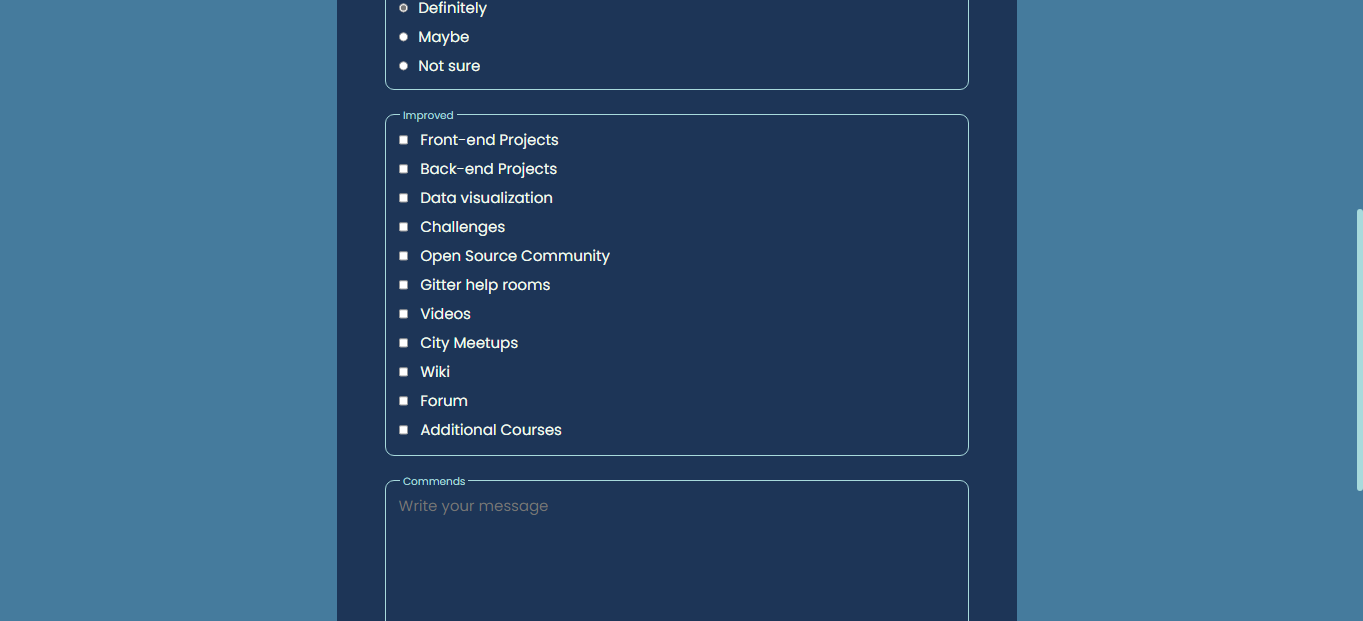 Definitely
Maybe
Not sure
Improved
Front-end Projects
Back-end Projects
Data visualization
Challenges
Open Source Community
Gitter help rooms
Videos
City Meetups
Wiki
Forum
Additional Courses
Commends
Write your message